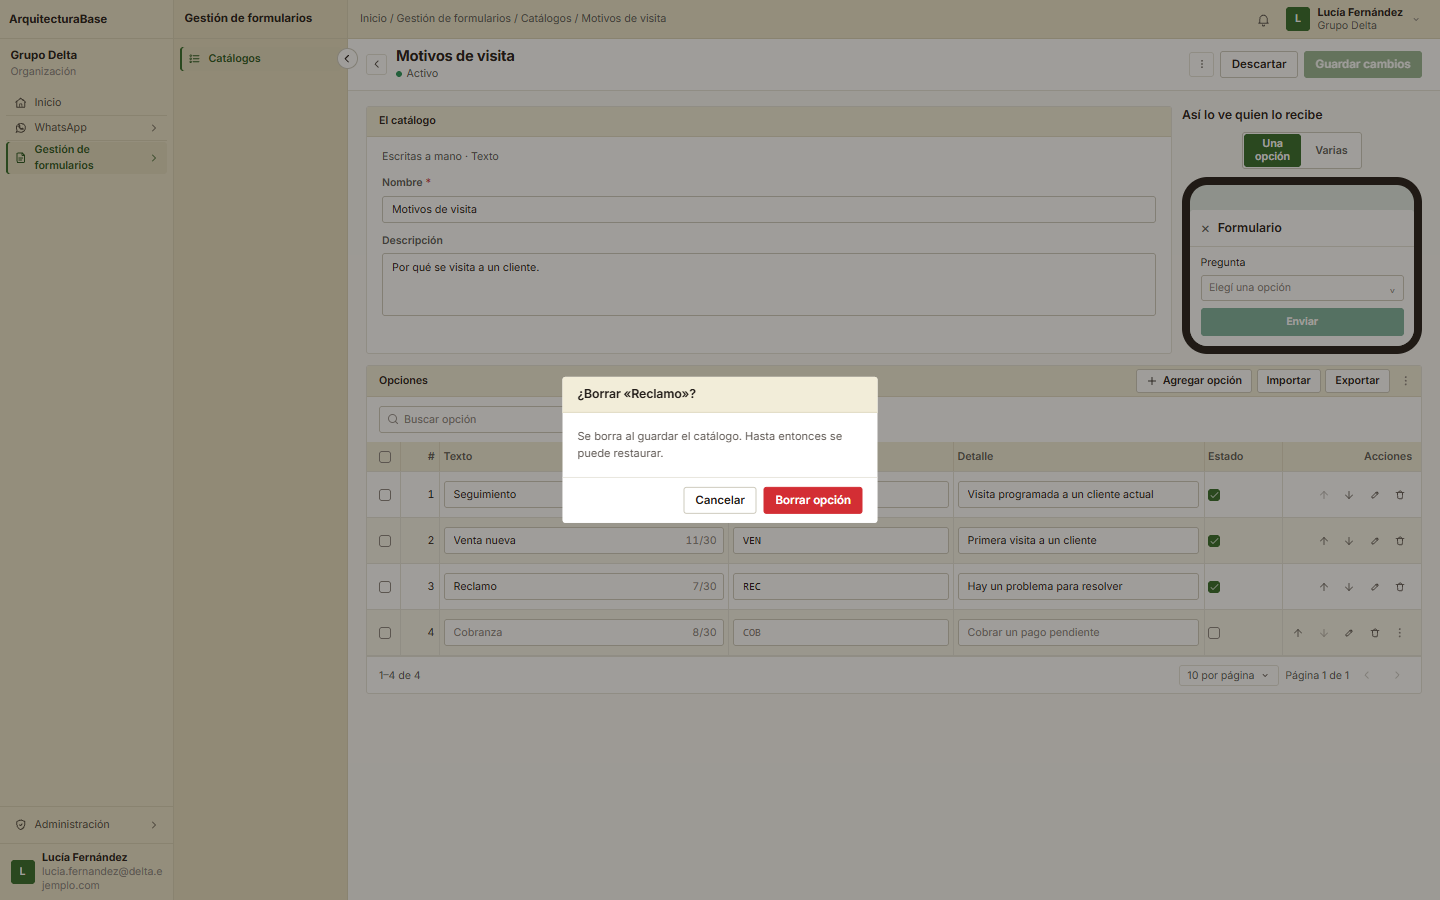 ArquitecturaBase
Grupo Delta
Organización
Inicio
WhatsApp
Gestión de
formularios
Administración
Lucía Fernández
lucia.fernandez@delta.e
jemplo.com
L
Gestión de formularios
Catálogos
Inicio / Gestión de formularios / Catálogos / Motivos de visita
L
Lucía Fernández
Grupo Delta
Motivos de visita
Activo
Descartar
Guardar cambios
El catálogo
Escritas a mano · Texto
Nombre *
Motivos de visita
Descripción
Por qué se visita a un cliente.
Así lo ve quien lo recibe
Una
opción
Varias
Formulario
Pregunta
Elegí una opción
Enviar
Opciones
Agregar opción
Importar
Exportar
Buscar opción
# Texto Detalle Estado Acciones
1 Seguimiento Visita programada a un cliente actual
2 Venta nueva 11/30 VEN Primera visita a un cliente
3 Reclamo 7/30 REC Hay un problema para resolver
4 Cobranza 8/30 COB Cobrar un pago pendiente
1–4 de 4
10 por página
Página 1 de 1
¿Borrar «Reclamo»?
Se borra al guardar el catálogo. Hasta entonces se
puede restaurar.
Cancelar
Borrar opción